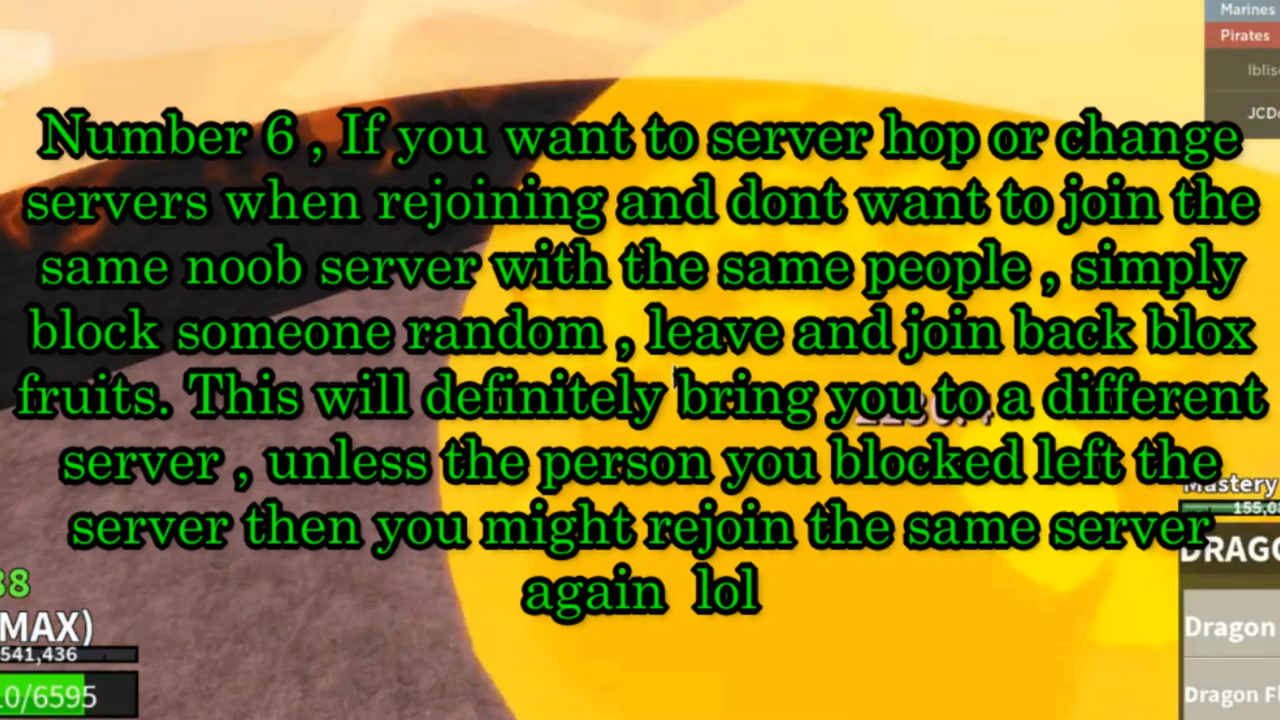 Marines
Pirates
Number 6 , If you want to server hop or change
servers when rejoining and dont want to join the
same noob server with the same people , simply
block someone random , leave and join back blox
fruits. This will definitely bring you to a different
server , unless the person you blocked left the
server then you might rejoin the same server
again lol
Mastery
Dragon
(MAX)
541,436
/6595